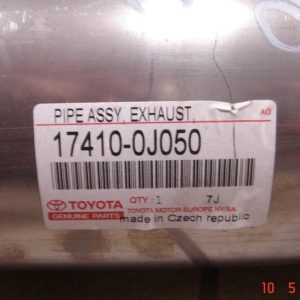 PIPE ASSY, EXHAUST,
AG
17410-0J050
TOYOTA
GENUINE PARTS
QTY: 1 7J
TOYOTA MOTOR EUROPE NV/SA
made in Czech republic
10 5